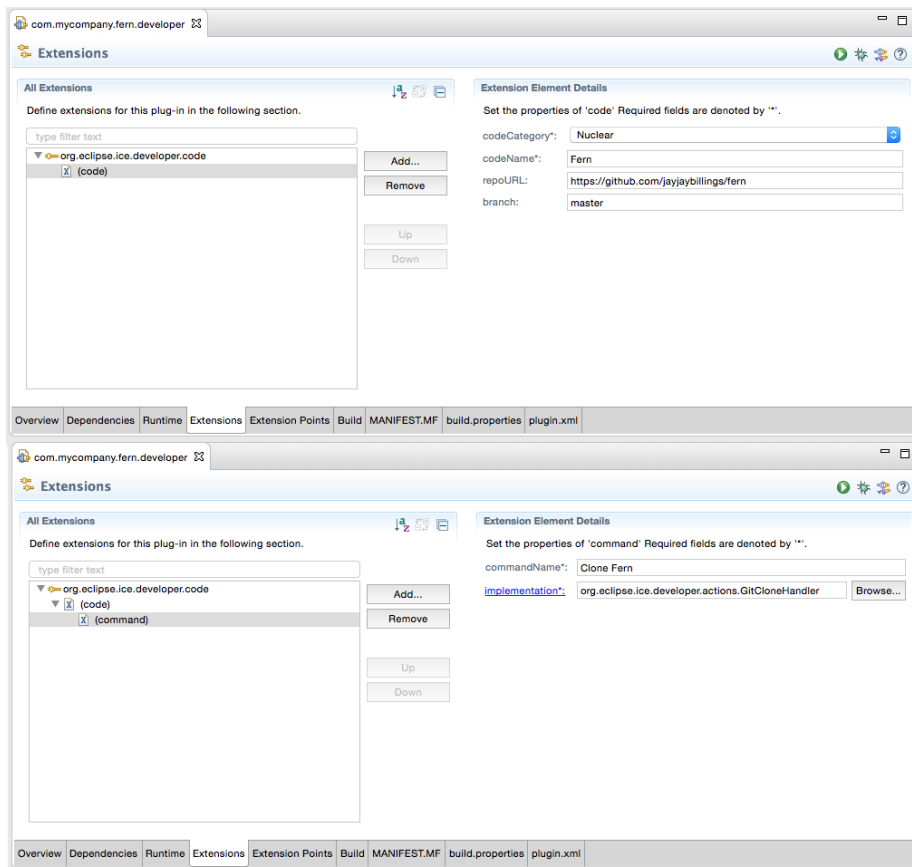 com.mycompany.fern.developer
Extensions
All Extensions
Define extensions for this plug-in in the following section.
type filter text
org.eclipse.ice.developer.code
(code)
Add...
Remove
Up
Down
Extension Element Details
Set the properties of 'code' Required fields are denoted by '*'.
codeCategory*: Nuclear
codeName*: Fern
repoURL: https://github.com/jayjaybillings/fern
branch: master
Overview Dependencies Runtime Extensions Extension Points Build MANIFEST.MF build.properties plugin.xml
com.mycompany.fern.developer
Extensions
All Extensions
Define extensions for this plug-in in the following section.
type filter text
org.eclipse.ice.developer.code
(code)
(command)
Add...
Remove
Up
Down
Extension Element Details
Set the properties of 'command' Required fields are denoted by '*'.
commandName*: Clone Fern
implementation*: org.eclipse.ice.developer.actions.GitCloneHandler Browse...
Overview Dependencies Runtime Extensions Extension Points Build MANIFEST.MF build.properties plugin.xml